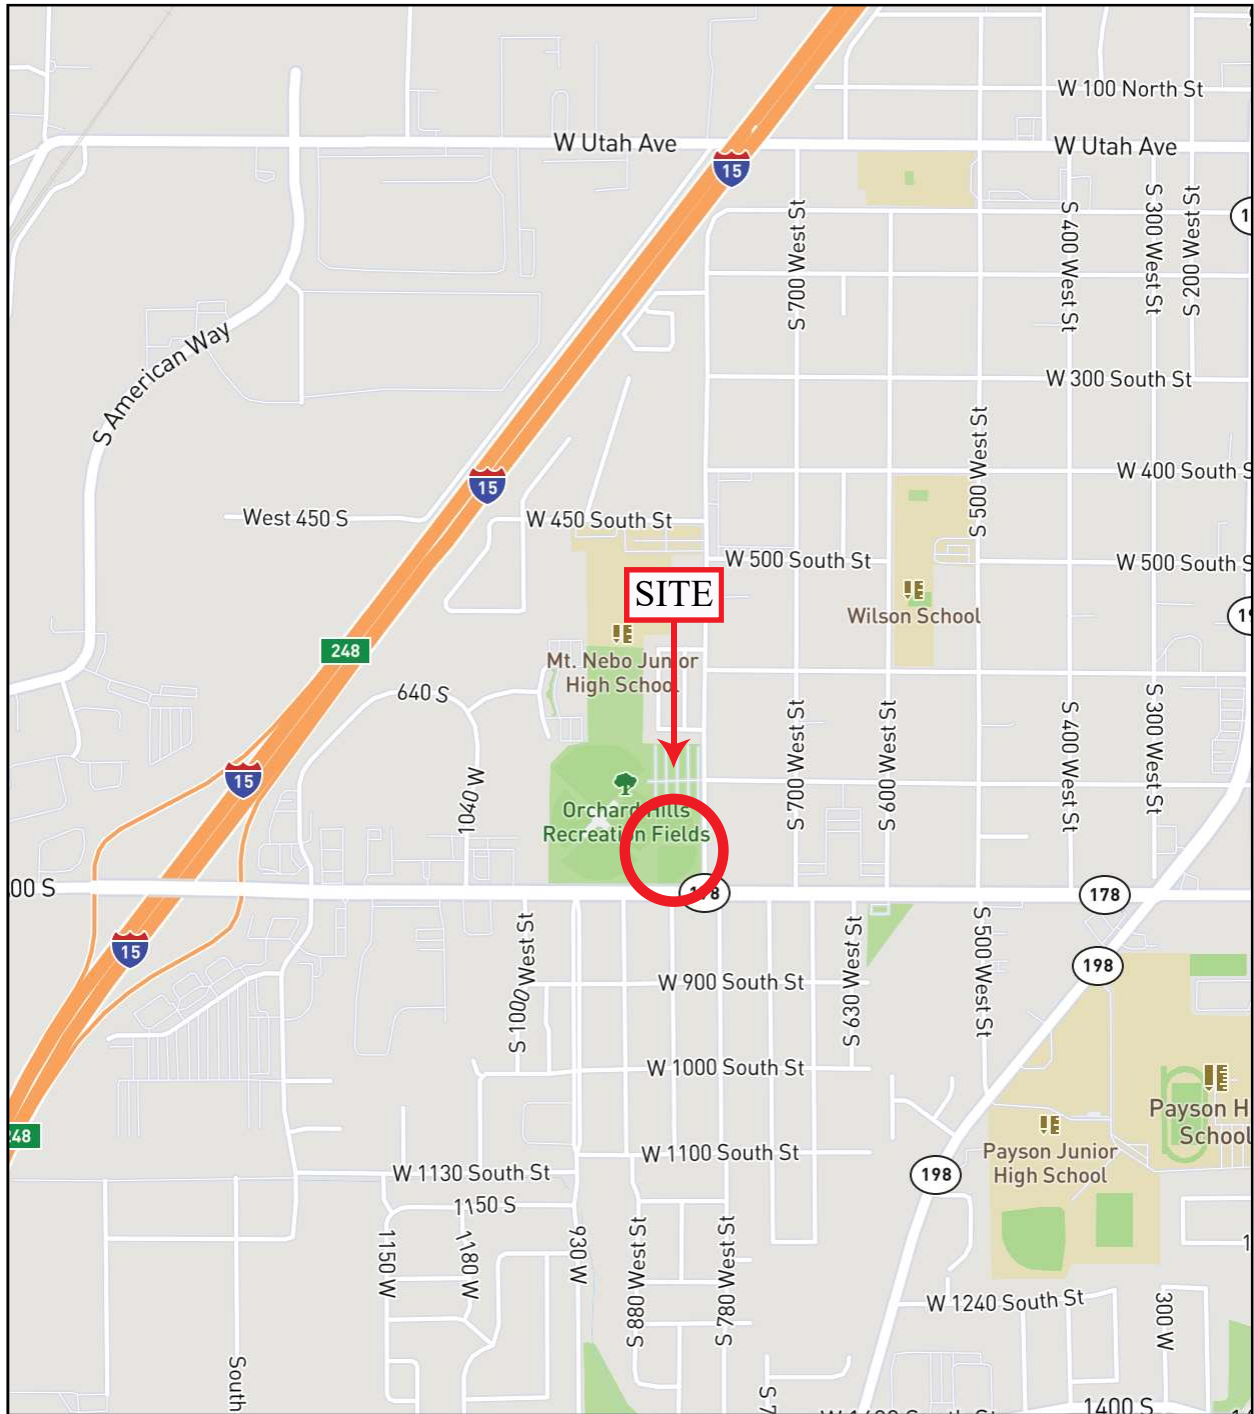 W 100 North St
W Utah Ave
W Utah Ave
15
S 700 West St
S 400 West St
S 300 West St
S 200 West St
S American Way
W 300 South St
S 500 West St
W 400 South S
15
West 450 S
W 450 South St
W 500 South St
W 500 South S
SITE
Wilson School
248
Mt. Nebo Junior
High School
640 S
S 700 West St
S 600 West St
S 400 West St
S 300 West St
15
1040 W
Orchard Hills
Recreation Fields
00 S
178
178
15
S 1000 West St
S 630 West St
S 500 West St
198
W 900 South St
W 1000 South St
Payson H
School
248
Payson Junior
High School
W 1100 South St
W 1130 South St
198
1150 S
1150 W
1180 W
930 W
S 880 West St
S 780 West St
W 1240 South St
300 W
South
S 7
1400 S